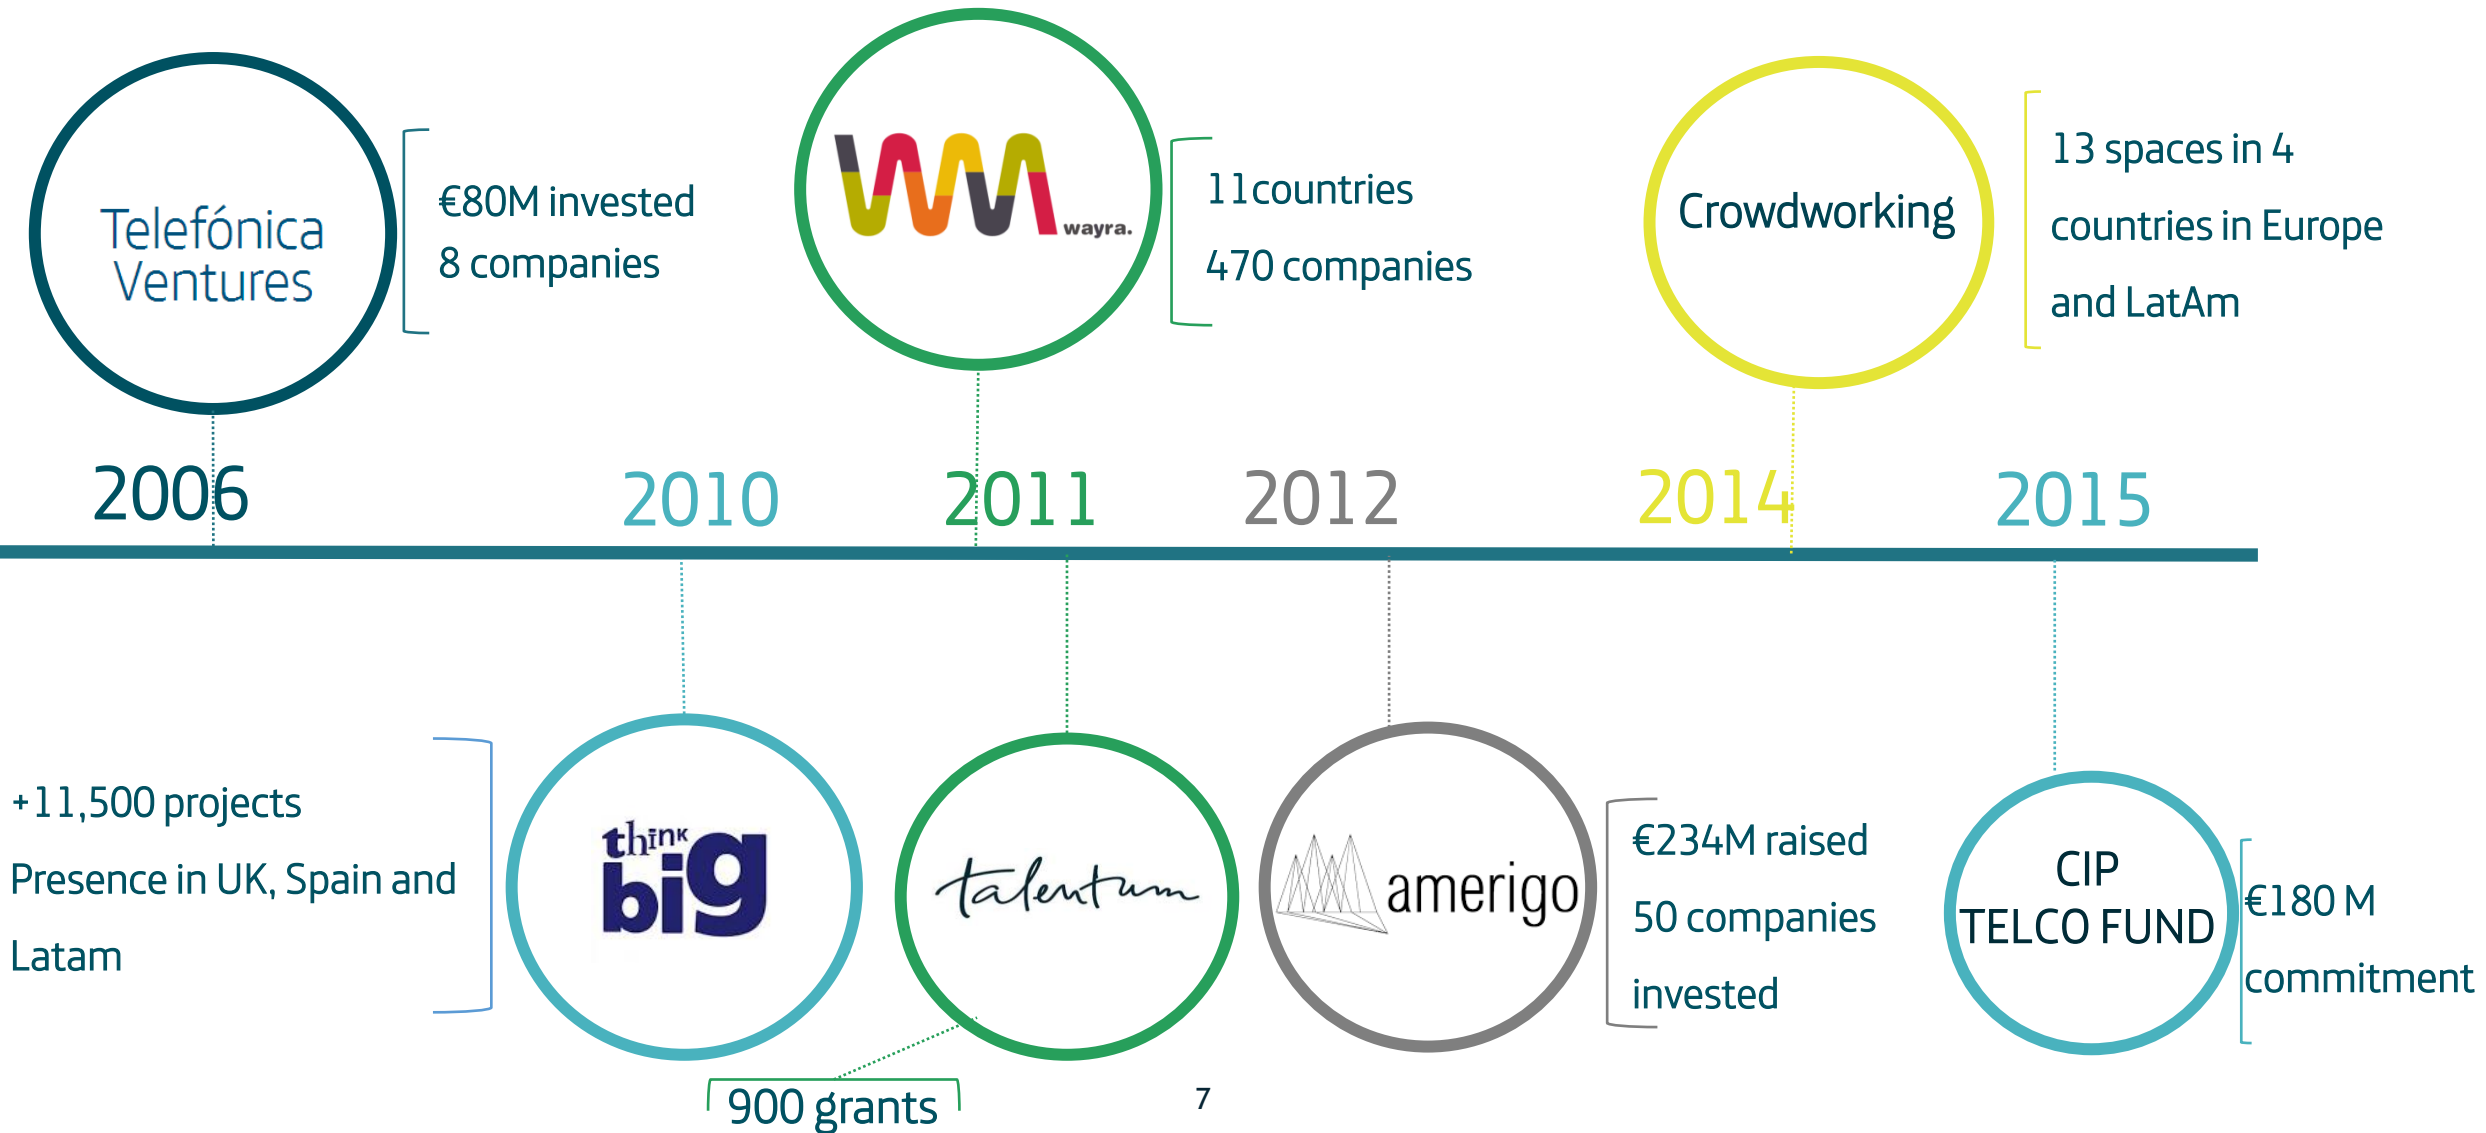 Telefónica
Ventures
€80M invested
8 companies
wayra.
11countries
470 companies
Crowdworking
13 spaces in 4
countries in Europe
and LatAm
2006
2010
2011
2012
2014
2015
+11,500 projects
Presence in UK, Spain and
Latam
think
big
talentum
900 grants
amerigo
€234M raised
50 companies
invested
CIP
TELCO FUND
€180 M
commitment
7